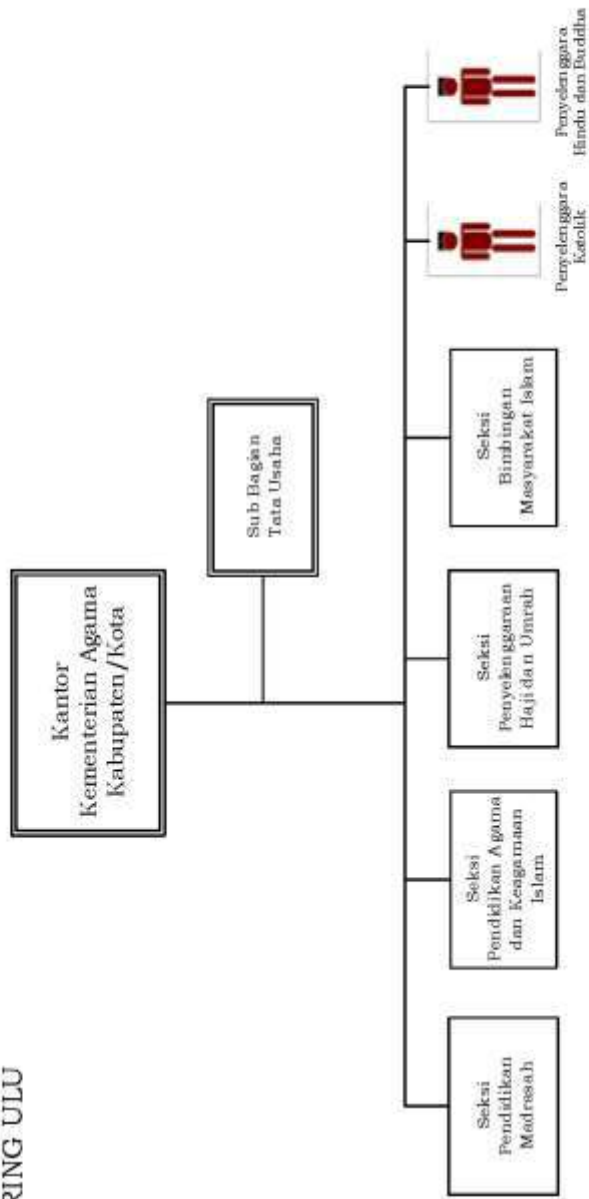 RING ULU
Kantor
Kementerian Agama
Kabupaten/Kota
Sub Bagian
Tata Usaha
Seksi
Pendidikan
Madrasah
Seksi
Pendidikan Agama
dan Keagamaan
Islam
Seksi
Penyelenggaraan
Haji dan Umrah
Seksi
Bimbingan
Masyarakat Islam
Penyelenggara
Katolik
Penyelenggara
Hindu dan Buddha